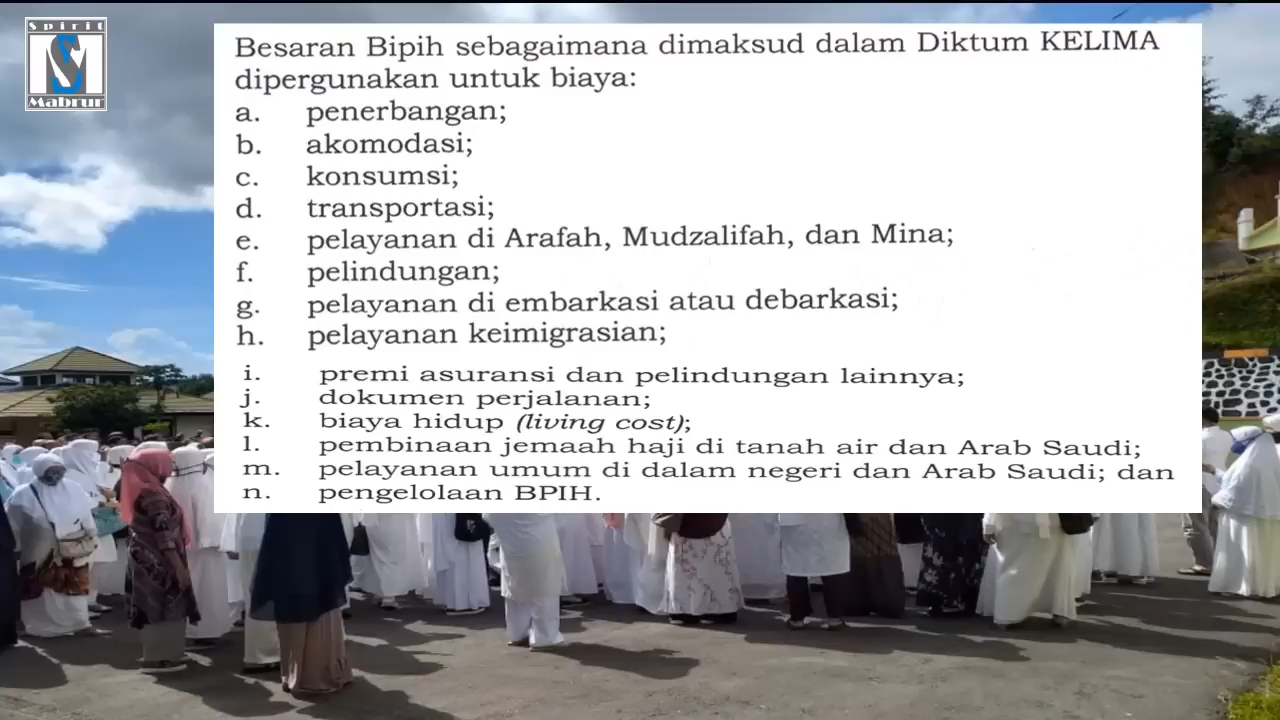 Spirit
SM
Mabrur
Besaran Bipih sebagaimana dimaksud dalam Diktum KELIMA
dipergunakan untuk biaya:
a. penerbangan;
b. akomodasi;
c. konsumsi;
d. transportasi;
e. pelayanan di Arafah, Mudzalifah, dan Mina;
f. pelindungan;
g. pelayanan di embarkasi atau debarkasi;
h. pelayanan keimigrasian;
i. premi asuransi dan pelindungan lainnya;
j. dokumen perjalanan;
k. biaya hidup (living cost);
l. pembinaan jemaah haji di tanah air dan Arab Saudi;
m. pelayanan umum di dalam negeri dan Arab Saudi; dan
n. pengelolaan BPIH.